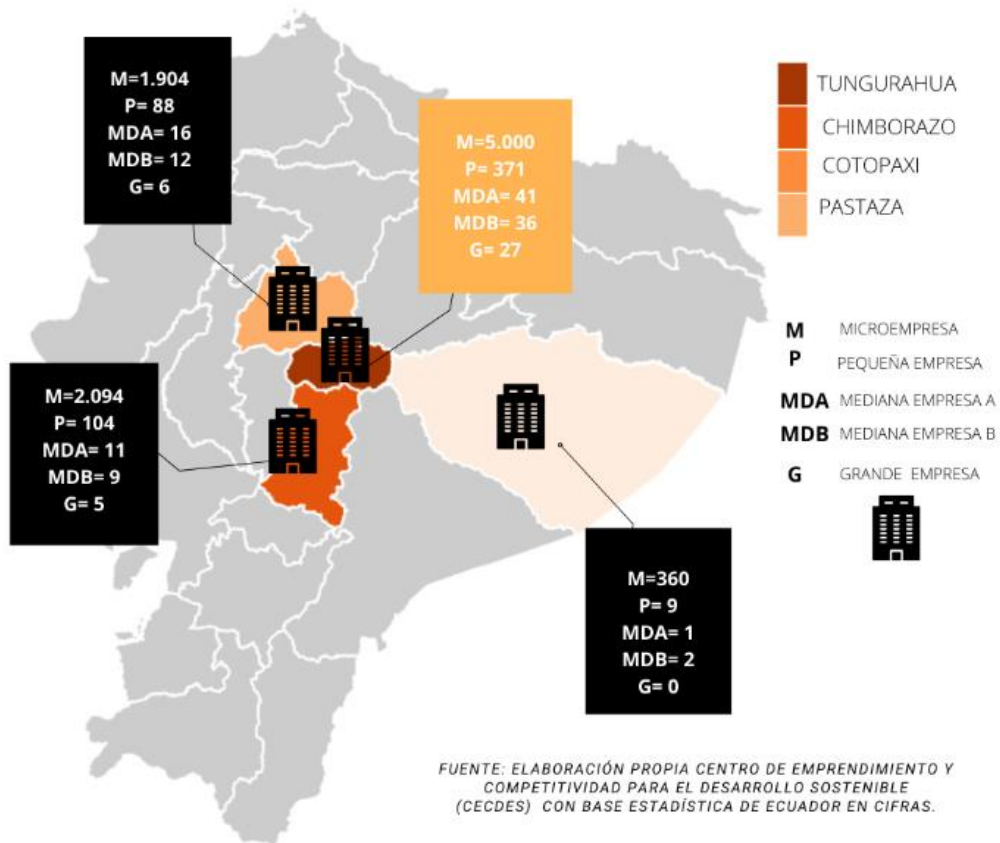 M=1.904
P= 88
MDA= 16
MDB= 12
G= 6
M=5.000
P= 371
MDA= 41
MDB= 36
G= 27
TUNGURAHUA
CHIMBORAZO
COTOPAXI
PASTAZA
M MICROEMPRESA
P PEQUEÑA EMPRESA
MDA MEDIANA EMPRESA A
MDB MEDIANA EMPRESA B
G GRANDE EMPRESA
M=2.094
P= 104
MDA= 11
MDB= 9
G= 5
M=360
P= 9
MDA= 1
MDB= 2
G= 0
FUENTE: ELABORACIÓN PROPIA CENTRO DE EMPRENDIMIENTO Y
COMPETITIVIDAD PARA EL DESARROLLO SOSTENIBLE
(CECDES) CON BASE ESTADÍSTICA DE ECUADOR EN CIFRAS.